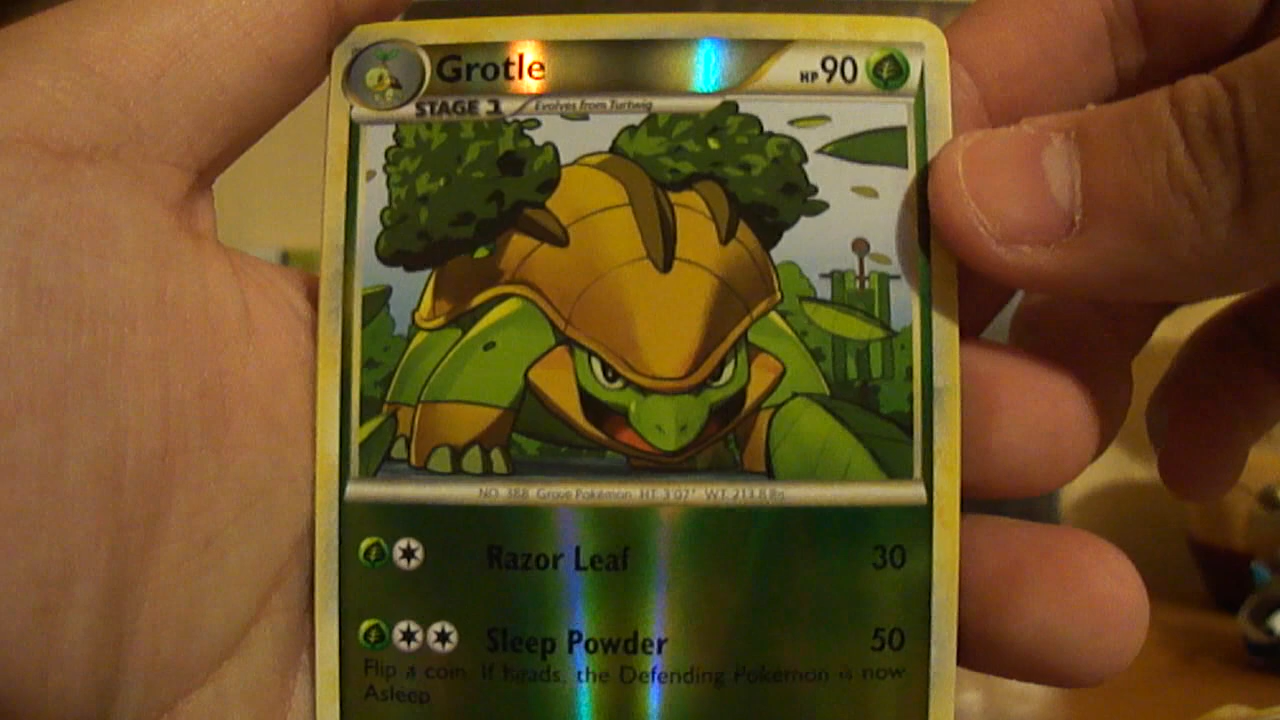 Grotle HP 90
STAGE 1 Evolves from Turtwig
NO. 388 Grove Pokémon HT. 3'07" WT. 213.8 lbs.
Razor Leaf 30
Sleep Powder 50
Flip a coin. If heads, the Defending Pokémon is now
Asleep.